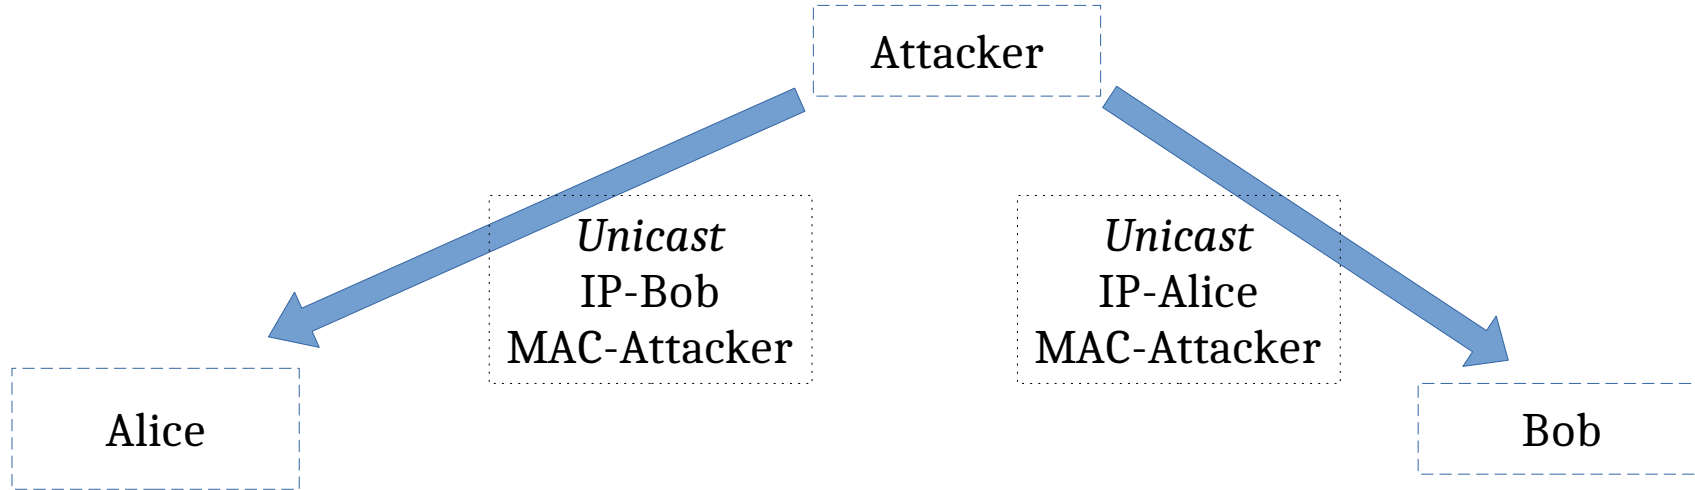 Attacker
Unicast
IP-Bob
MAC-Attacker
Unicast
IP-Alice
MAC-Attacker
Alice
Bob